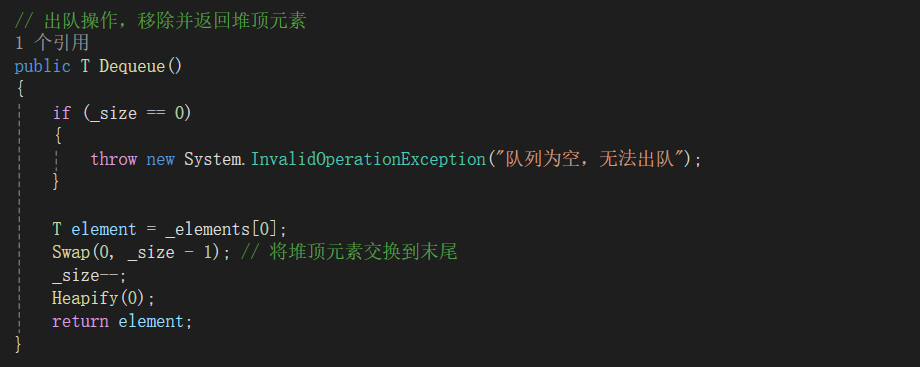 // 出队操作，移除并返回堆顶元素
1 个引用
public T Dequeue()
{
if (_size == 0)
{
throw new System.InvalidOperationException("队列为空，无法出队");
}
T element = _elements[0];
Swap(0, _size - 1); // 将堆顶元素交换到末尾
_size--;
Heapify(0);
return element;
}